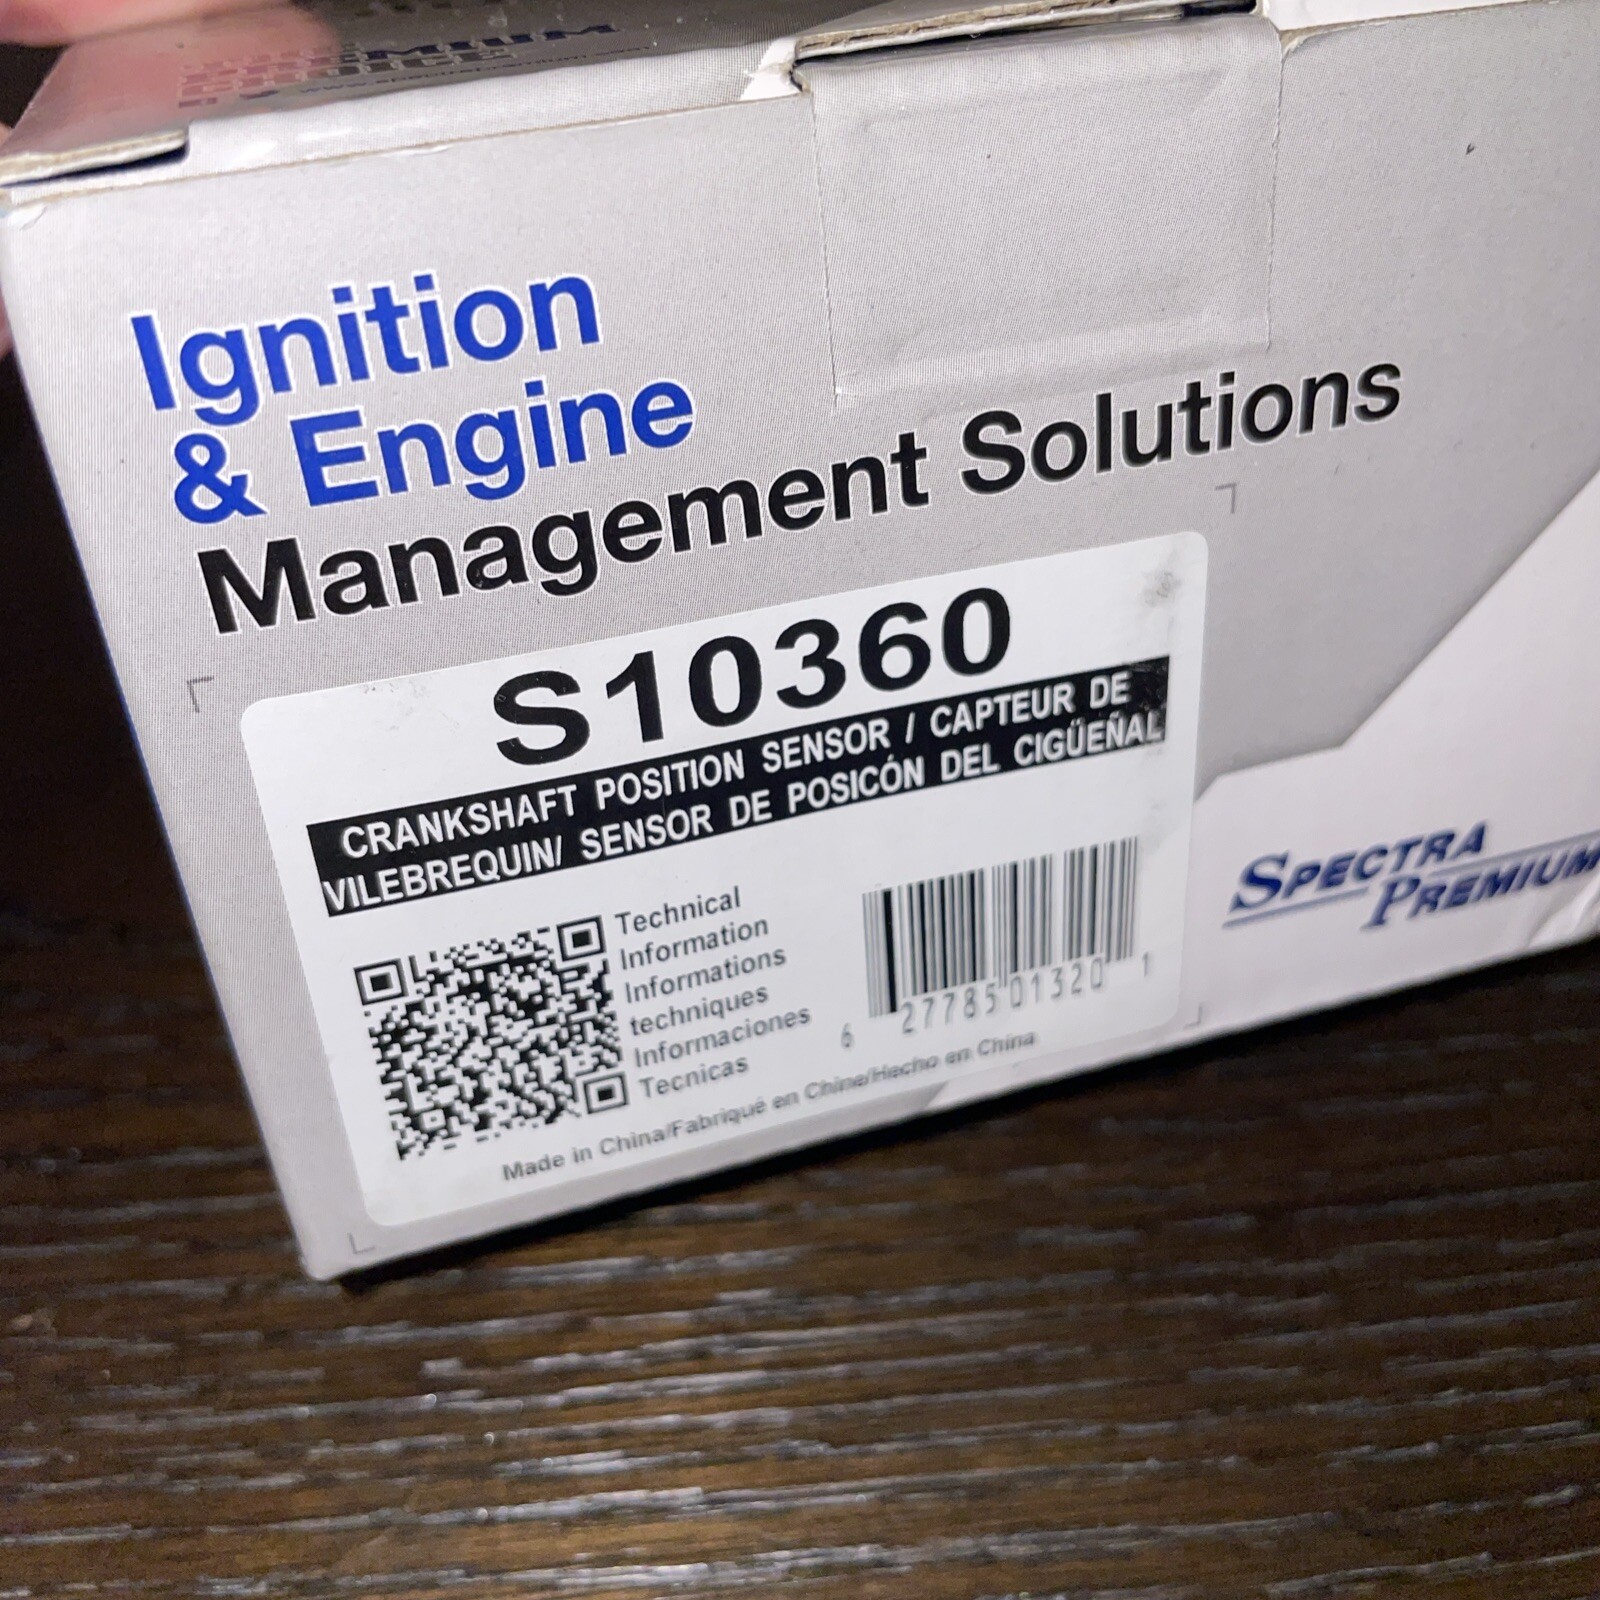 Ignition
& Engine
Management Solutions
S10360
CRANKSHAFT POSITION SENSOR / CAPTEUR DE
VILEBREQUIN/ SENSOR DE POSICÓN DEL CIGÜEÑAL
Technical
Information
Informations
techniques
Informaciones
Tecnicas
6 27785 01320 1
Made in China/Fabriqué en Chine/Hecho en China
SPECTRA
PREMIUM